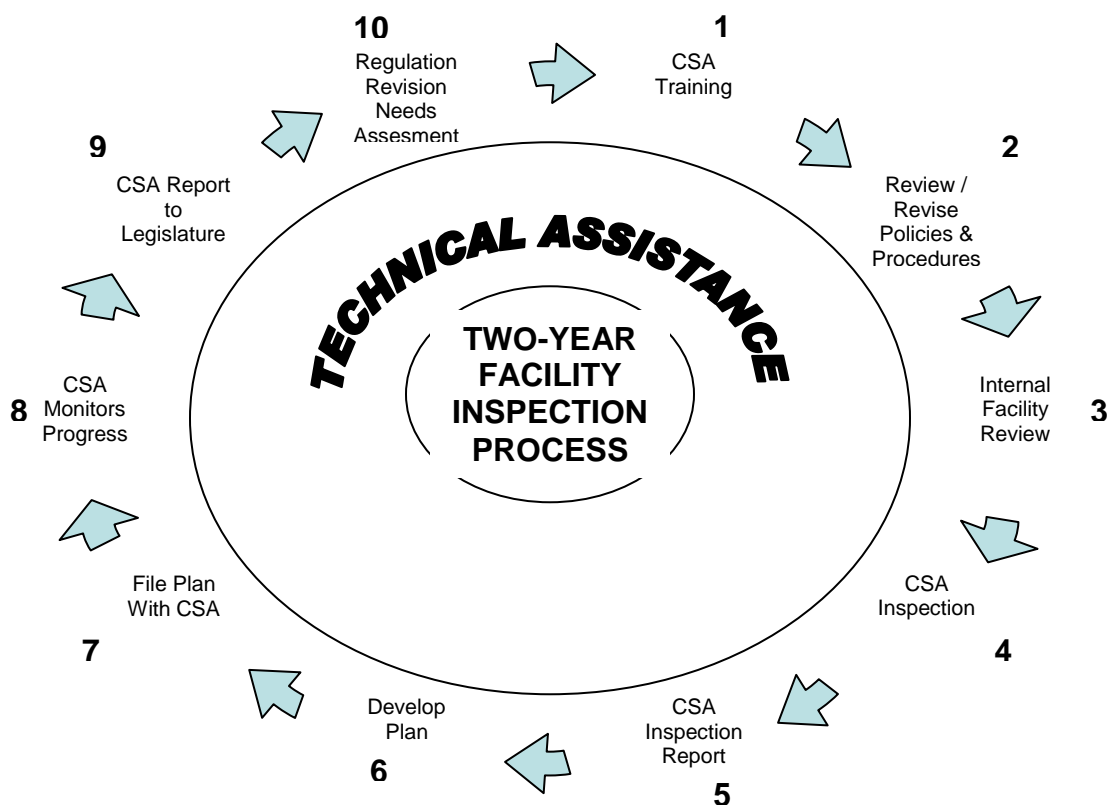 10
Regulation
Revision
Needs
Assesment
1
CSA
Training
2
Review /
Revise
Policies &
Procedures
3
Internal
Facility
Review
4
CSA
Inspection
5
CSA
Inspection
Report
6
Develop
Plan
7
File Plan
With CSA
8
CSA
Monitors
Progress
9
CSA Report
to
Legislature
TECHNICAL ASSISTANCE
TWO-YEAR
FACILITY
INSPECTION
PROCESS